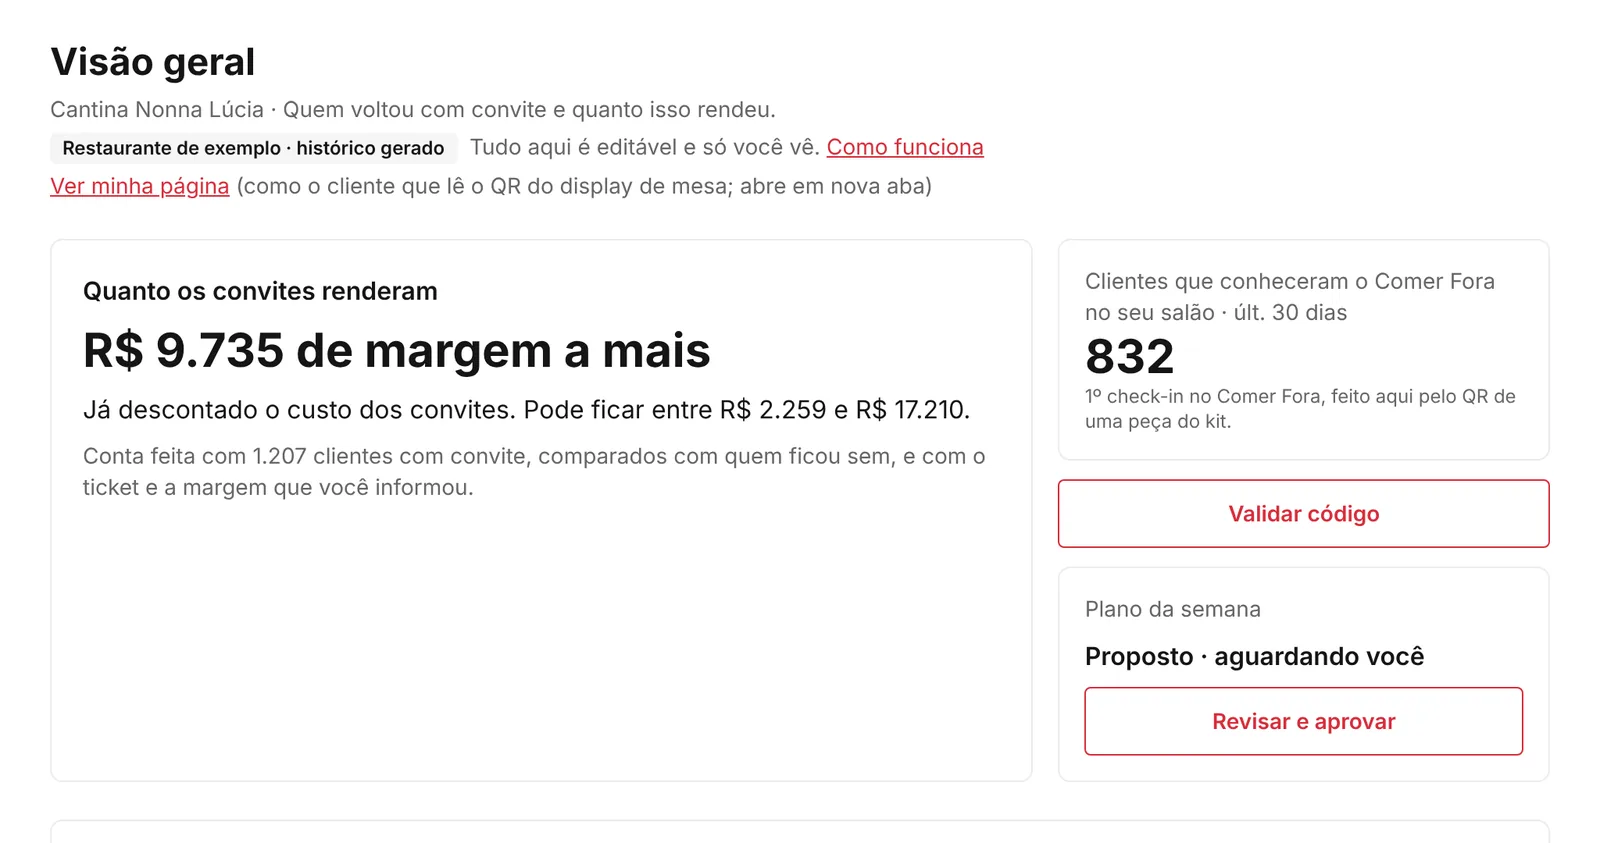 Visão geral
Cantina Nonna Lúcia · Quem voltou com convite e quanto isso rendeu.
Restaurante de exemplo · histórico gerado Tudo aqui é editável e só você vê. Como funciona
Ver minha página (como o cliente que lê o QR do display de mesa; abre em nova aba)
Quanto os convites renderam
R$ 9.735 de margem a mais
Já descontado o custo dos convites. Pode ficar entre R$ 2.259 e R$ 17.210.
Conta feita com 1.207 clientes com convite, comparados com quem ficou sem, e com o
ticket e a margem que você informou.
Clientes que conheceram o Comer Fora
no seu salão · últ. 30 dias
832
1º check-in no Comer Fora, feito aqui pelo QR de
uma peça do kit.
Validar código
Plano da semana
Proposto · aguardando você
Revisar e aprovar